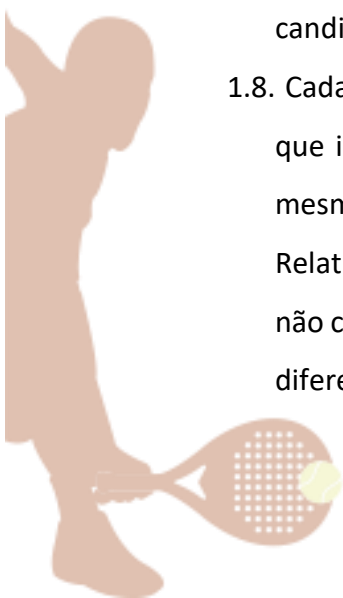 candi
1.8. Cada
que i
mesm
Relat
não c
difere